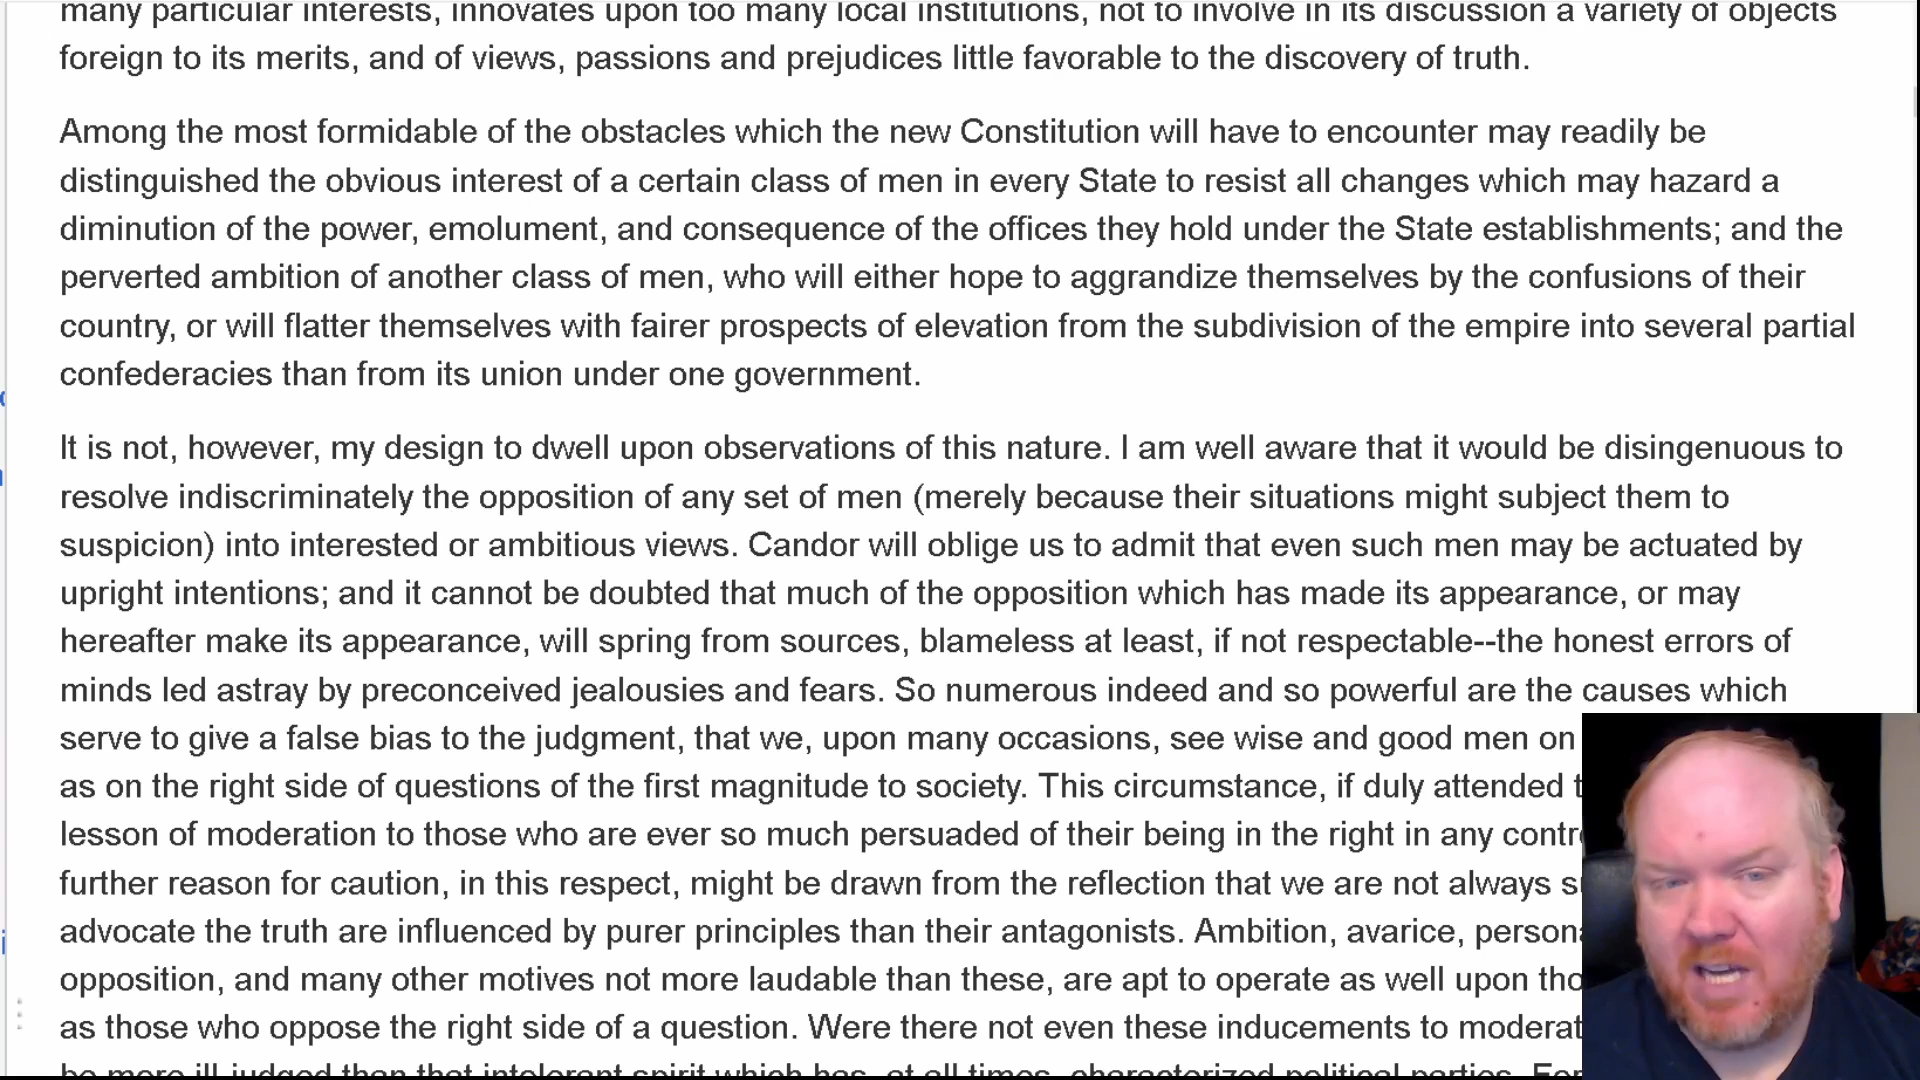 many particular interests, innovates upon too many local institutions, not to involve in its discussion a variety of objects
foreign to its merits, and of views, passions and prejudices little favorable to the discovery of truth.
Among the most formidable of the obstacles which the new Constitution will have to encounter may readily be
distinguished the obvious interest of a certain class of men in every State to resist all changes which may hazard a
diminution of the power, emolument, and consequence of the offices they hold under the State establishments; and the
perverted ambition of another class of men, who will either hope to aggrandize themselves by the confusions of their
country, or will flatter themselves with fairer prospects of elevation from the subdivision of the empire into several partial
confederacies than from its union under one government.
It is not, however, my design to dwell upon observations of this nature. I am well aware that it would be disingenuous to
resolve indiscriminately the opposition of any set of men (merely because their situations might subject them to
suspicion) into interested or ambitious views. Candor will oblige us to admit that even such men may be actuated by
upright intentions; and it cannot be doubted that much of the opposition which has made its appearance, or may
hereafter make its appearance, will spring from sources, blameless at least, if not respectable--the honest errors of
minds led astray by preconceived jealousies and fears. So numerous indeed and so powerful are the causes which
serve to give a false bias to the judgment, that we, upon many occasions, see wise and good men on
as on the right side of questions of the first magnitude to society. This circumstance, if duly attended
lesson of moderation to those who are ever so much persuaded of their being in the right in any
further reason for caution, in this respect, might be drawn from the reflection that we are not always
advocate the truth are influenced by purer principles than their antagonists. Ambition, avarice,
opposition, and many other motives not more laudable than these, are apt to operate as well upon
as those who oppose the right side of a question. Were there not even these inducements to
be more ill-judged than that intolerant spirit which has, at all times, characterized political parties.